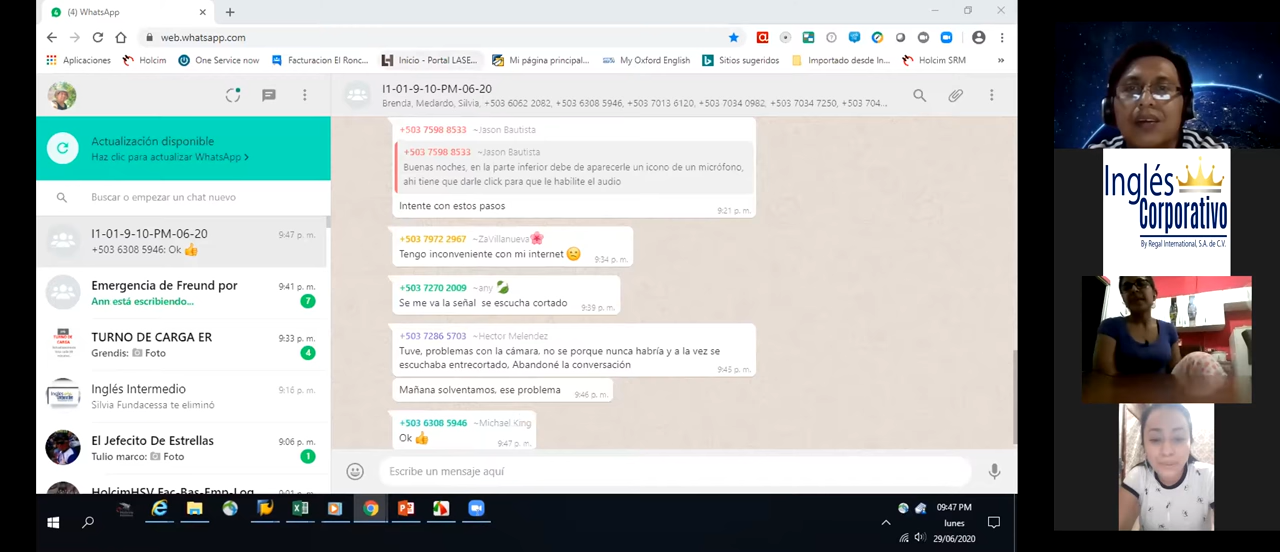 (4) WhatsApp
web.whatsapp.com
Aplicaciones
Holcim
One Service now
Facturacion El Ronc...
Inicio - Portal LASE...
Mi página principal...
My Oxford English
Sitios sugeridos
Importado desde In...
Holcim SRM
»
Actualización disponible
Haz clic para actualizar WhatsApp >
Buscar o empezar un chat nuevo
I1-01-9-10-PM-06-20
9:47 p. m.
+503 6308 5946: Ok 👍
Emergencia de Freund por
9:41 p. m.
Ann está escribiendo...
7
TURNO DE CARGA ER
9:33 p. m.
Grendis: Foto
4
Inglés Intermedio
9:16 p. m.
Silvia Fundacessa te eliminó
El Jefecito De Estrellas
9:06 p. m.
Tulio marco: Foto
1
HolcimHSV Fac-Bas-Emp-Log
I1-01-9-10-PM-06-20
Brenda, Medardo, Silvia, +503 6062 2082, +503 6308 5946, +503 7013 6120, +503 7034 0982, +503 7034 7250, +503 704...
+503 7598 8533 ~Jason Bautista
+503 7598 8533 ~Jason Bautista
Buenas noches, en la parte inferior debe de aparecerle un icono de un micrófono,
ahi tiene que darle click para que le habilite el audio
Intente con estos pasos
9:21 p. m.
+503 7972 2967 ~ZaVillanueva🌸
Tengo inconveniente con mi internet 😟
9:34 p. m.
+503 7270 2009 ~any
Se me va la señal se escucha cortado
9:39 p. m.
+503 7286 5703 ~Hector Melendez
Tuve, problemas con la cámara, no se porque nunca habría y a la vez se
escuchaba entrecortado, Abandoné la conversación
9:45 p. m.
Mañana solventamos, ese problema
9:46 p. m.
+503 6308 5946 ~Michael King
Ok 👍
9:47 p. m.
Escribe un mensaje aquí
09:47 PM
lunes
29/06/2020
Inglés
Corporativo
By Regal International, S.A. de C.V.